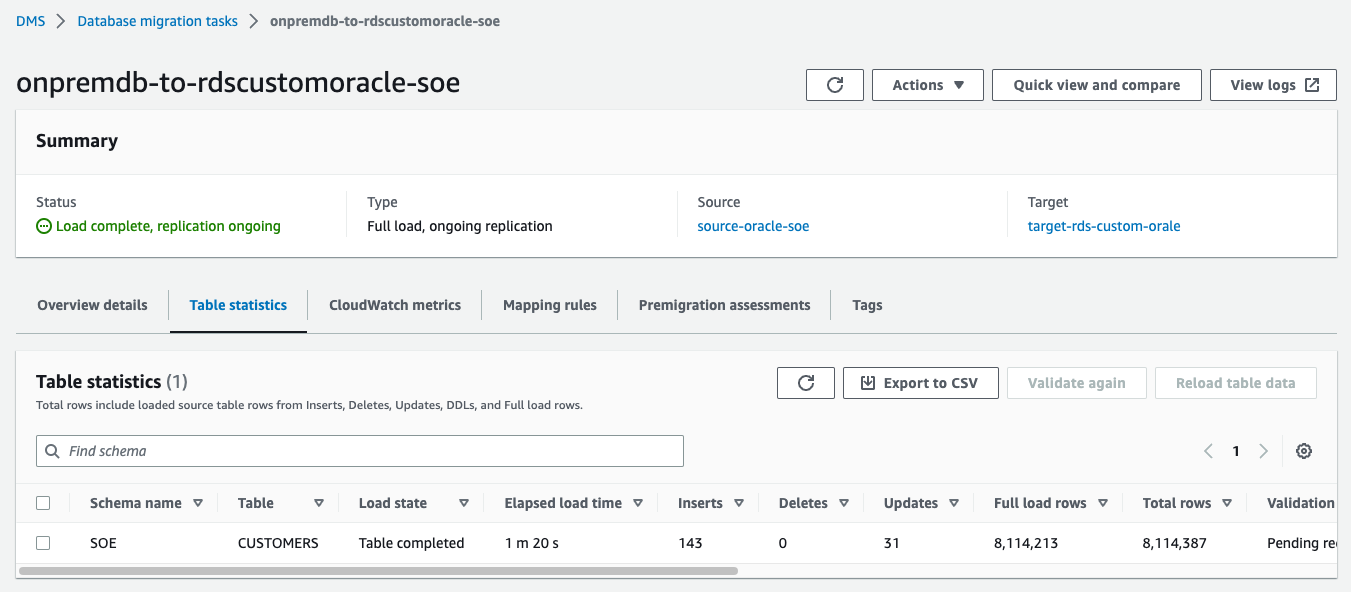 DMS > Database migration tasks > onpremdb-to-rdscustomoracle-soe
onpremdb-to-rdscustomoracle-soe
Actions
Quick view and compare
View logs
Summary
Status
Type
Source
Target
Load complete, replication ongoing
Full load, ongoing replication
source-oracle-soe
target-rds-custom-orale
Overview details
Table statistics
CloudWatch metrics
Mapping rules
Premigration assessments
Tags
Table statistics (1)
Export to CSV
Validate again
Reload table data
Total rows include loaded source table rows from Inserts, Deletes, Updates, DDLs, and Full load rows.
Find schema
1
Schema name Table Load state Elapsed load time Inserts Deletes Updates Full load rows Total rows Validation
SOE CUSTOMERS Table completed 1 m 20 s 143 0 31 8,114,213 8,114,387 Pending